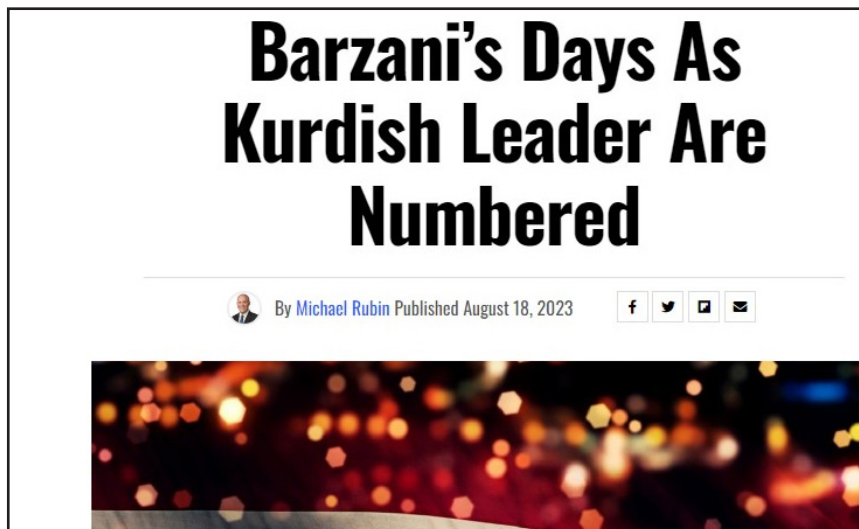 Barzani’s Days As
Kurdish Leader Are
Numbered
By Michael Rubin Published August 18, 2023